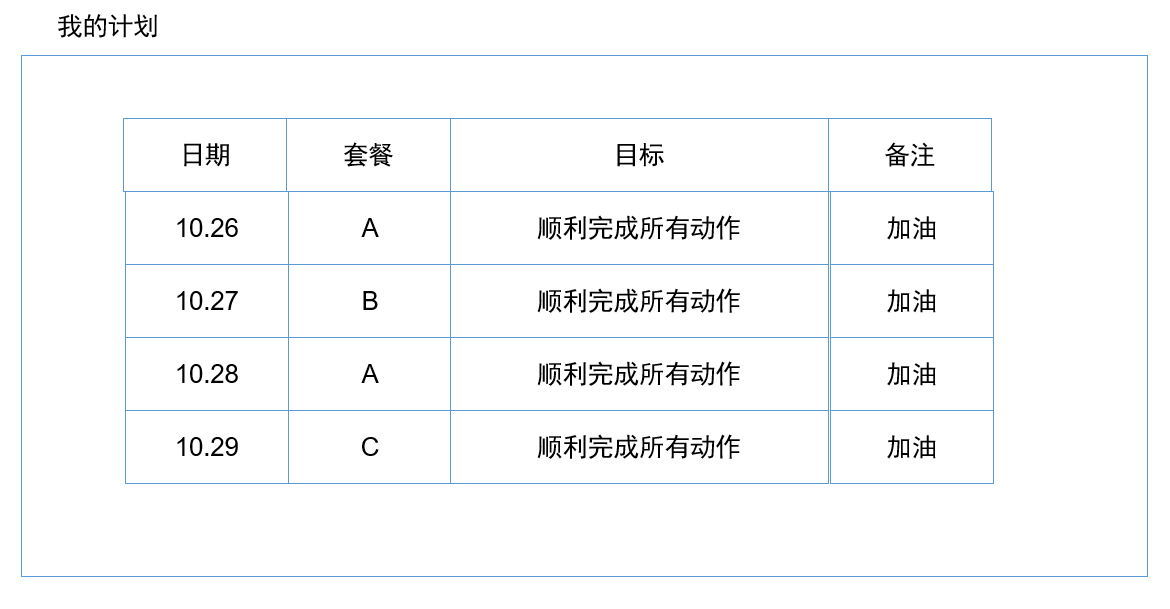 我的计划
日期 套餐 目标 备注
10.26 A 顺利完成所有动作 加油
10.27 B 顺利完成所有动作 加油
10.28 A 顺利完成所有动作 加油
10.29 C 顺利完成所有动作 加油